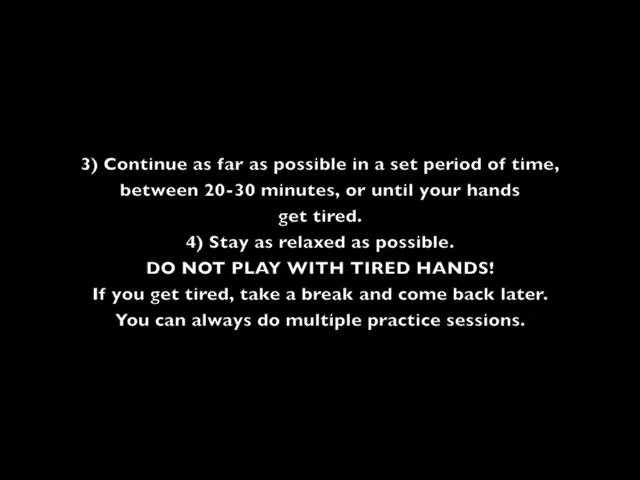 3) Continue as far as possible in a set period of time,
between 20-30 minutes, or until your hands
get tired.
4) Stay as relaxed as possible.
DO NOT PLAY WITH TIRED HANDS!
If you get tired, take a break and come back later.
You can always do multiple practice sessions.